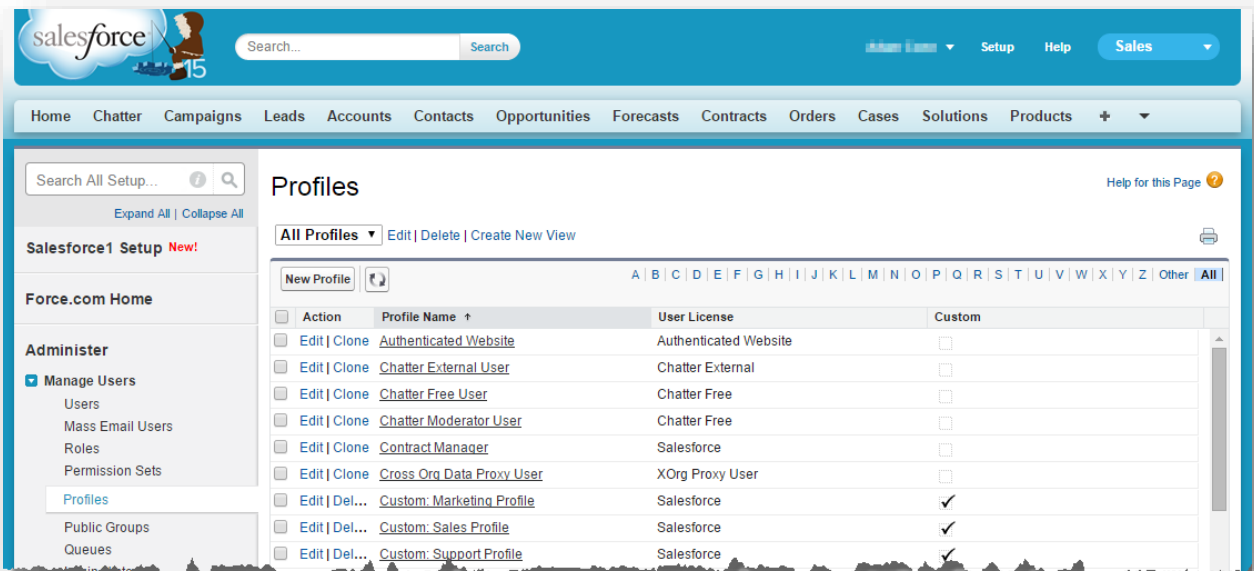 salesforce
15
Search... Search Setup Help Sales
Home Chatter Campaigns Leads Accounts Contacts Opportunities Forecasts Contracts Orders Cases Solutions Products +
Search All Setup...
Expand All | Collapse All
Salesforce1 Setup New!
Force.com Home
Administer
Manage Users
Users
Mass Email Users
Roles
Permission Sets
Profiles
Public Groups
Queues
Profiles
Help for this Page ?
All Profiles Edit | Delete | Create New View
New Profile A | B | C | D | E | F | G | H | I | J | K | L | M | N | O | P | Q | R | S | T | U | V | W | X | Y | Z | Other All
Action Profile Name ↑ User License Custom
Edit | Clone Authenticated Website Authenticated Website
Edit | Clone Chatter External User Chatter External
Edit | Clone Chatter Free User Chatter Free
Edit | Clone Chatter Moderator User Chatter Free
Edit | Clone Contract Manager Salesforce
Edit | Clone Cross Org Data Proxy User XOrg Proxy User
Edit | Del... Custom: Marketing Profile Salesforce ✓
Edit | Del... Custom: Sales Profile Salesforce ✓
Edit | Del... Custom: Support Profile Salesforce ✓